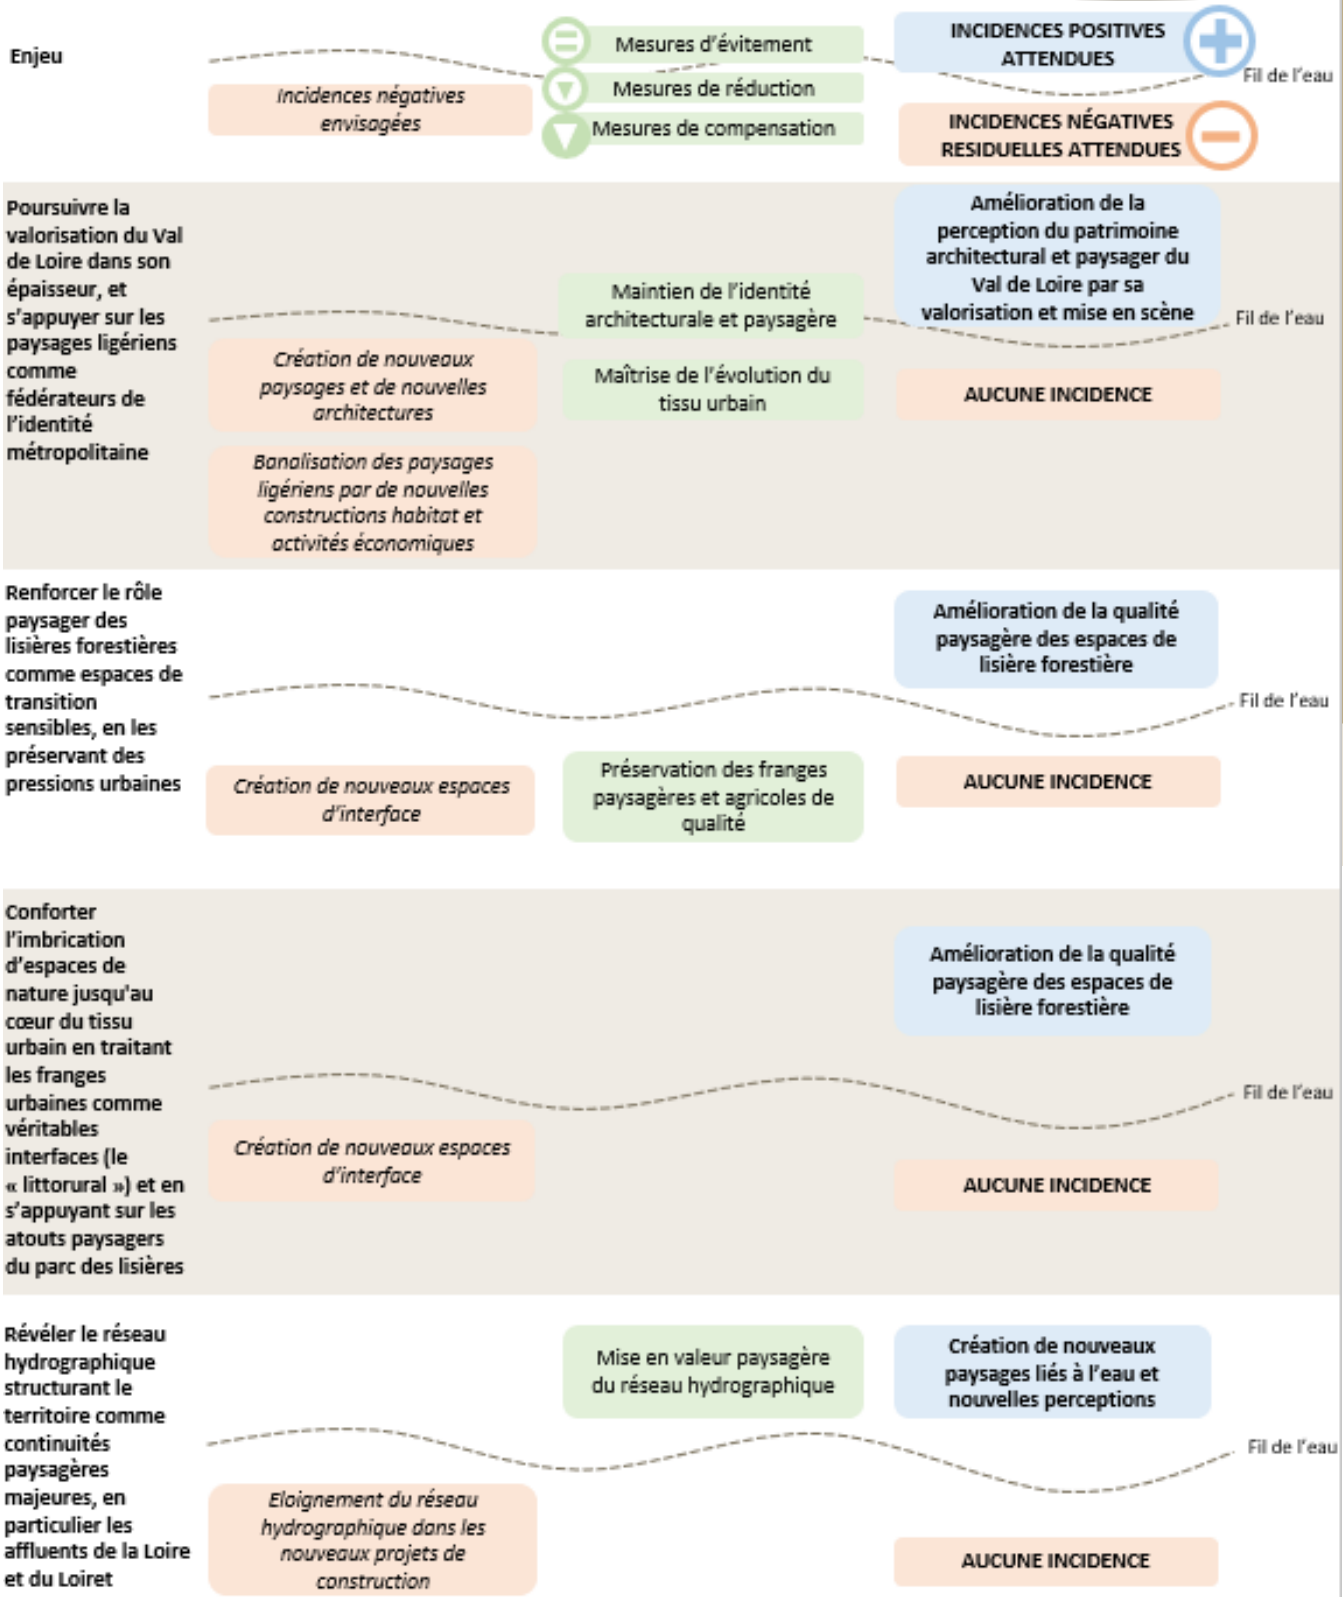 Enjeu
Incidences négatives
envisagées
Mesures d'évitement
Mesures de réduction
Mesures de compensation
INCIDENCES POSITIVES
ATTENDUES
Fil de l'eau
INCIDENCES NÉGATIVES
RESIDUELLES ATTENDUES
Poursuivre la
valorisation du Val
de Loire dans son
épaisseur, et
s'appuyer sur les
paysages ligériens
comme
fédérateurs de
l'identité
métropolitaine
Création de nouveaux
paysages et de nouvelles
architectures
Banalisation des paysages
ligériens par de nouvelles
constructions habitat et
activités économiques
Maintien de l'identité
architecturale et paysagère
Maîtrise de l'évolution du
tissu urbain
Amélioration de la
perception du patrimoine
architectural et paysager du
Val de Loire par sa
valorisation et mise en scène
Fil de l'eau
AUCUNE INCIDENCE
Renforcer le rôle
paysager des
lisières forestières
comme espaces de
transition
sensibles, en les
préservant des
pressions urbaines
Création de nouveaux espaces
d'interface
Préservation des franges
paysagères et agricoles de
qualité
Amélioration de la qualité
paysagère des espaces de
lisière forestière
Fil de l'eau
AUCUNE INCIDENCE
Conforter
l'imbrication
d'espaces de
nature jusqu'au
cœur du tissu
urbain en traitant
les franges
urbaines comme
véritables
interfaces (le
« littorural ») et en
s'appuyant sur les
atouts paysagers
du parc des lisières
Création de nouveaux espaces
d'interface
Amélioration de la qualité
paysagère des espaces de
lisière forestière
Fil de l'eau
AUCUNE INCIDENCE
Révéler le réseau
hydrographique
structurant le
territoire comme
continuités
paysagères
majeures, en
particulier les
affluents de la Loire
et du Loiret
Eloignement du réseau
hydrographique dans les
nouveaux projets de
construction
Mise en valeur paysagère
du réseau hydrographique
Création de nouveaux
paysages liés à l'eau et
nouvelles perceptions
Fil de l'eau
AUCUNE INCIDENCE